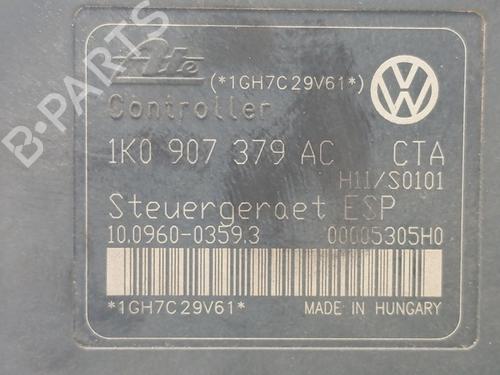 Ate (*1GH7C29V61*)
Controller
1K0 907 379 AC CTA
H11/S0101
Steuergeraet ESP
10.0960-0359.3 00005305H0
*1GH7C29V61* MADE IN HUNGARY
B-PARTS